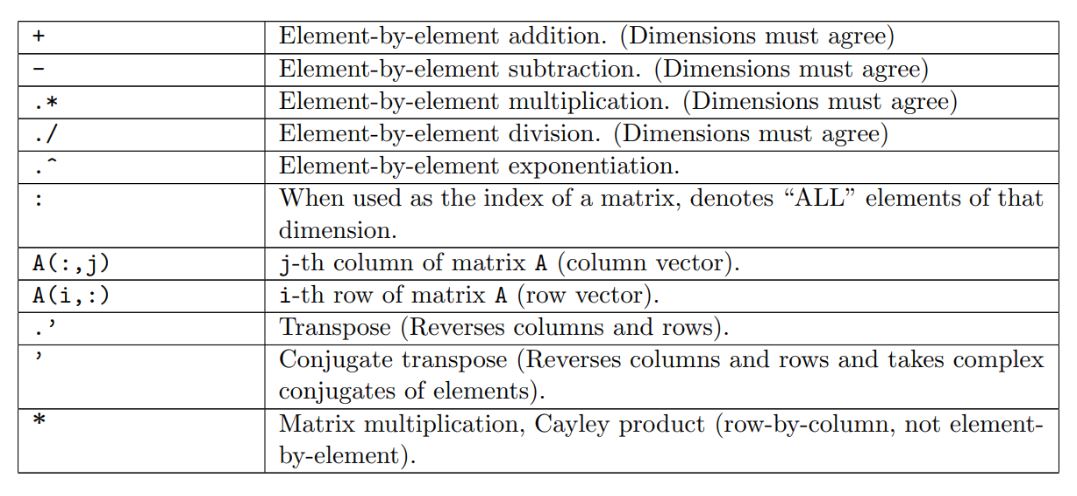 + Element-by-element addition. (Dimensions must agree)
− Element-by-element subtraction. (Dimensions must agree)
.* Element-by-element multiplication. (Dimensions must agree)
./ Element-by-element division. (Dimensions must agree)
.^ Element-by-element exponentiation.
: When used as the index of a matrix, denotes “ALL” elements of that
dimension.
A(:,j) j-th column of matrix A (column vector).
A(i,:) i-th row of matrix A (row vector).
.’ Transpose (Reverses columns and rows).
’ Conjugate transpose (Reverses columns and rows and takes complex
conjugates of elements).
* Matrix multiplication, Cayley product (row-by-column, not element-
by-element).